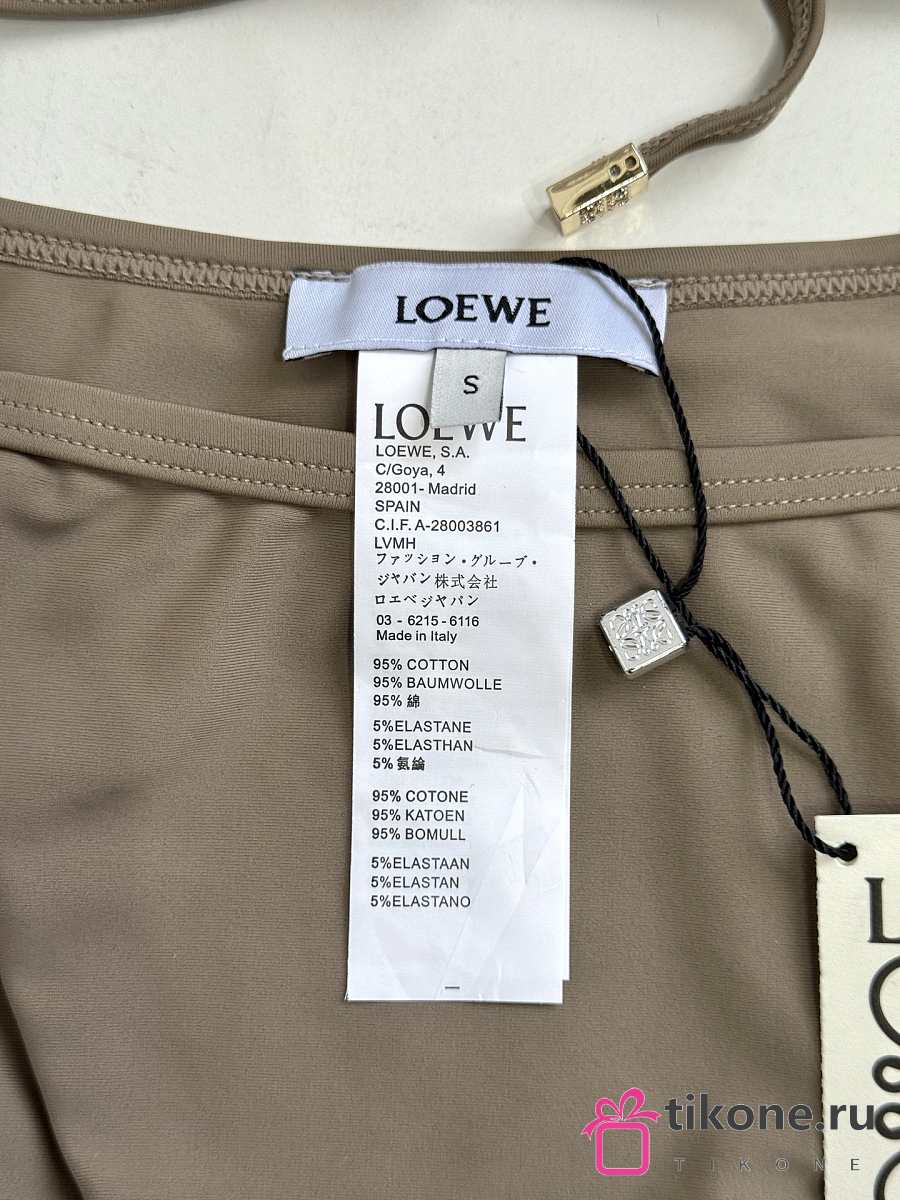 LOEWE
S
LOEWE
LOEWE, S.A.
C/Goya, 4
28001- Madrid
SPAIN
C.I.F. A-28003861
LVMH
ファッション・グループ・
ジャパン株式会社
ロエベジャパン
03 - 6215 - 6116
Made in Italy
95% COTTON
95% BAUMWOLLE
95% 綿
5%ELASTANE
5%ELASTHAN
5% 氨綸
95% COTONE
95% KATOEN
95% BOMULL
5%ELASTAAN
5%ELASTAN
5%ELASTANO
L
O
tikone.ru
TIKONE